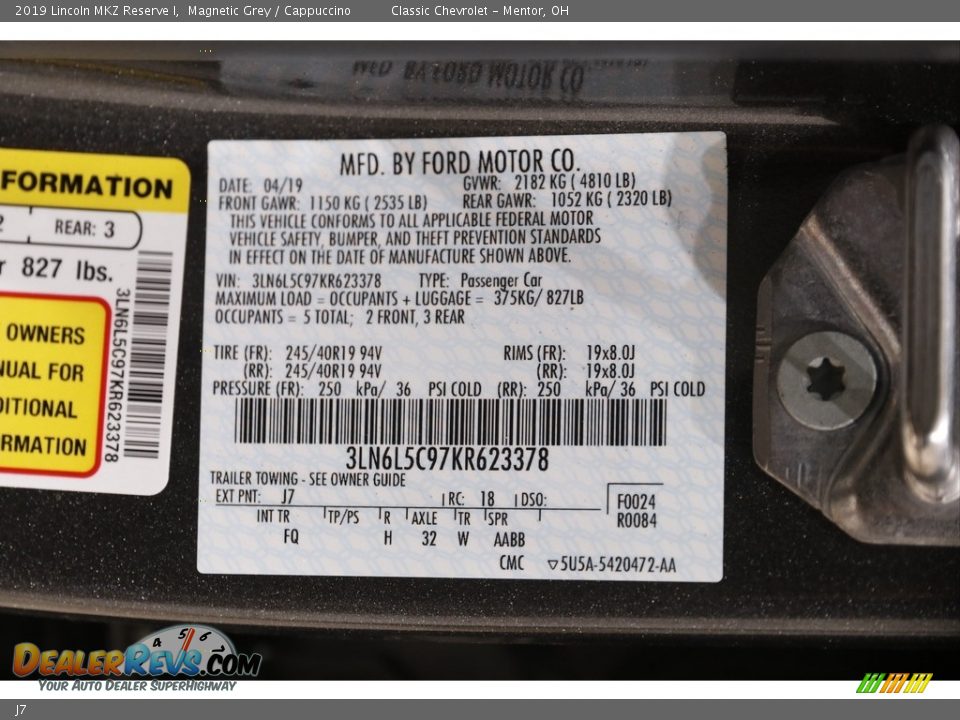 2019 Lincoln MKZ Reserve I, Magnetic Grey / Cappuccino Classic Chevrolet - Mentor, OH
MFD. BY FORD MOTOR CO.
DATE: 04/19 GVWR: 2182 KG ( 4810 LB)
FRONT GAWR: 1150 KG ( 2535 LB) REAR GAWR: 1052 KG ( 2320 LB)
THIS VEHICLE CONFORMS TO ALL APPLICABLE FEDERAL MOTOR
VEHICLE SAFETY, BUMPER, AND THEFT PREVENTION STANDARDS
IN EFFECT ON THE DATE OF MANUFACTURE SHOWN ABOVE.
VIN: 3LN6L5C97KR623378 TYPE: Passenger Car
MAXIMUM LOAD = OCCUPANTS + LUGGAGE = 375KG/ 827LB
OCCUPANTS = 5 TOTAL; 2 FRONT, 3 REAR
TIRE (FR): 245/40R19 94V RIMS (FR): 19x8.0J
(RR): 245/40R19 94V (RR): 19x8.0J
PRESSURE (FR): 250 kPa/ 36 PSI COLD (RR): 250 kPa/ 36 PSI COLD
3LN6L5C97KR623378
TRAILER TOWING - SEE OWNER GUIDE
EXT PNT: J7 RC: 18 DSO:
F0024
R0084
INT TR TP/PS R AXLE TR SPR
FQ H 32 W AABB
CMC ▽5U5A-5420472-AA
FORMATION
2 REAR: 3
r 827 lbs.
OWNERS
NUAL FOR
DITIONAL
RMATION
3LN6L5C97KR623378
4 5 6
DEALERREVS.COM
YOUR AUTO DEALER SUPERHIGHWAY
J7